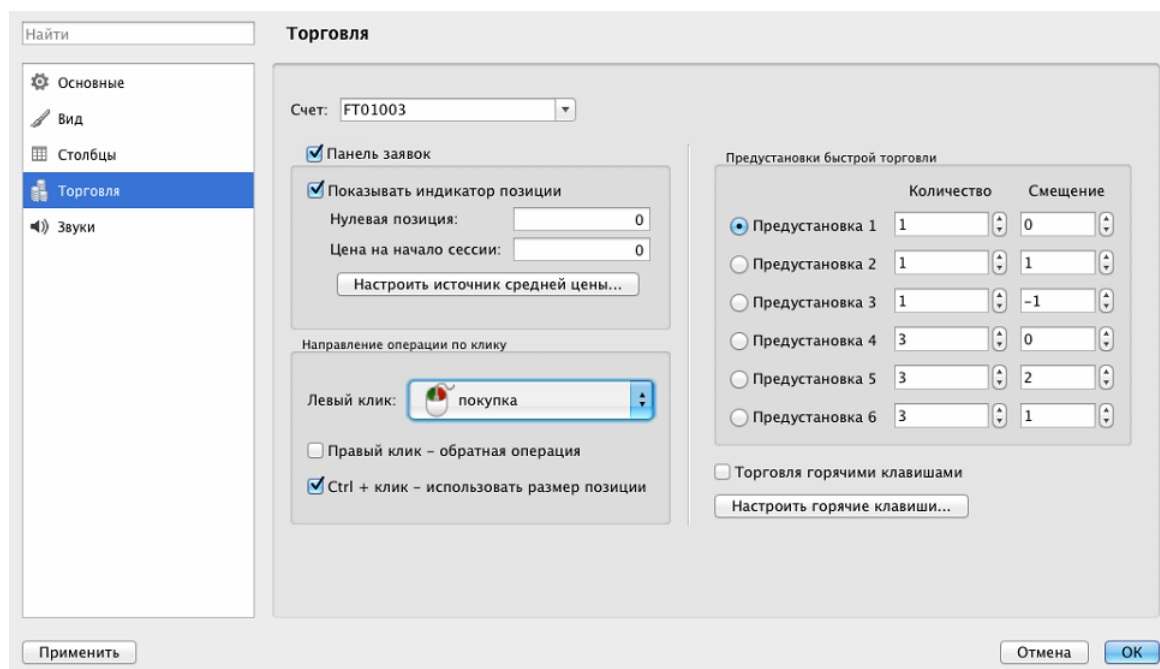 Найти
Торговля
Основные
Вид
Столбцы
Торговля
Звуки
Счет: FT01003
Панель заявок
Показывать индикатор позиции
Нулевая позиция: 0
Цена на начало сессии: 0
Настроить источник средней цены...
Направление операции по клику
Левый клик: покупка
Правый клик – обратная операция
Ctrl + клик – использовать размер позиции
Предустановки быстрой торговли
Количество Смещение
Предустановка 1 1 0
Предустановка 2 1 1
Предустановка 3 1 -1
Предустановка 4 3 0
Предустановка 5 3 2
Предустановка 6 3 1
Торговля горячими клавишами
Настроить горячие клавиши...
Применить Отмена OK